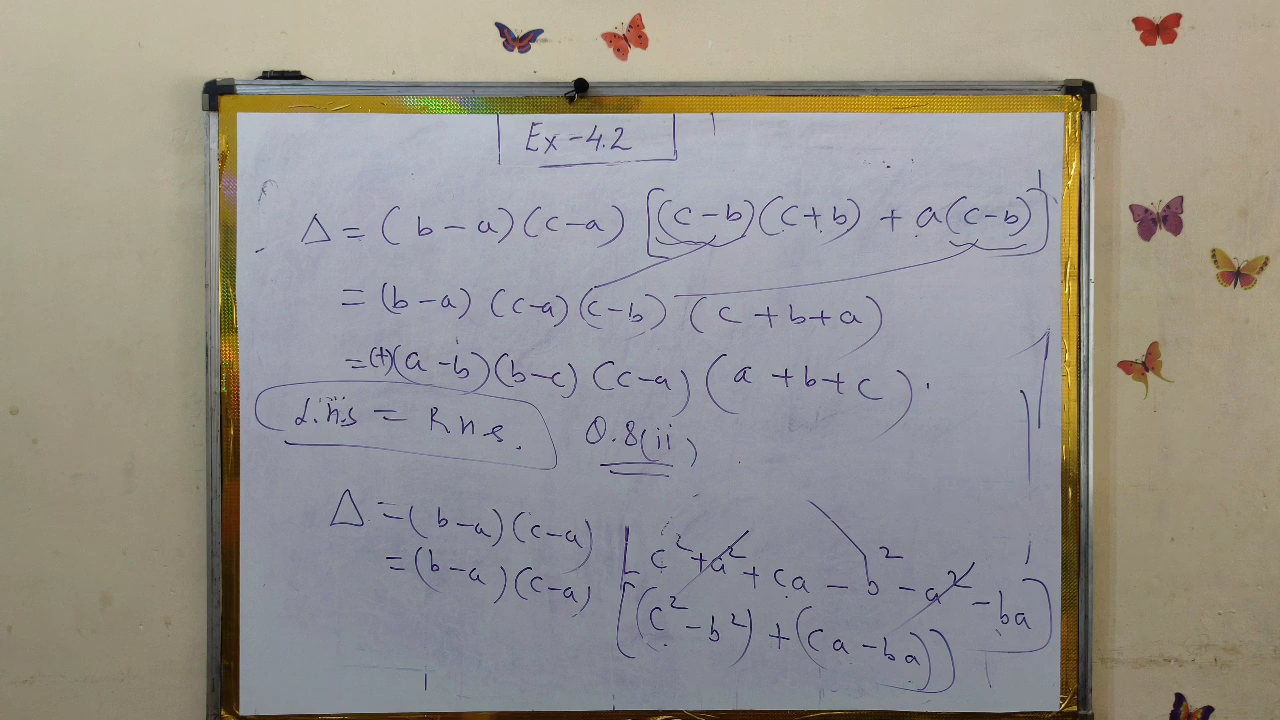 Ex-4.2
Δ = (b-a)(c-a) [(c-b)(c+b) + a(c-b)]
= (b-a) (c-a) (c-b) (c+b+a)
= (+)(a-b)(b-c) (c-a) (a+b+c).
L.h.s = R h s.
Q.8(ii)
Δ = -(b-a)(c-a) [c²+a²+ca-b²-a²-ba]
= (b-a)(c-a) [(c²-b²)+(ca-ba)]